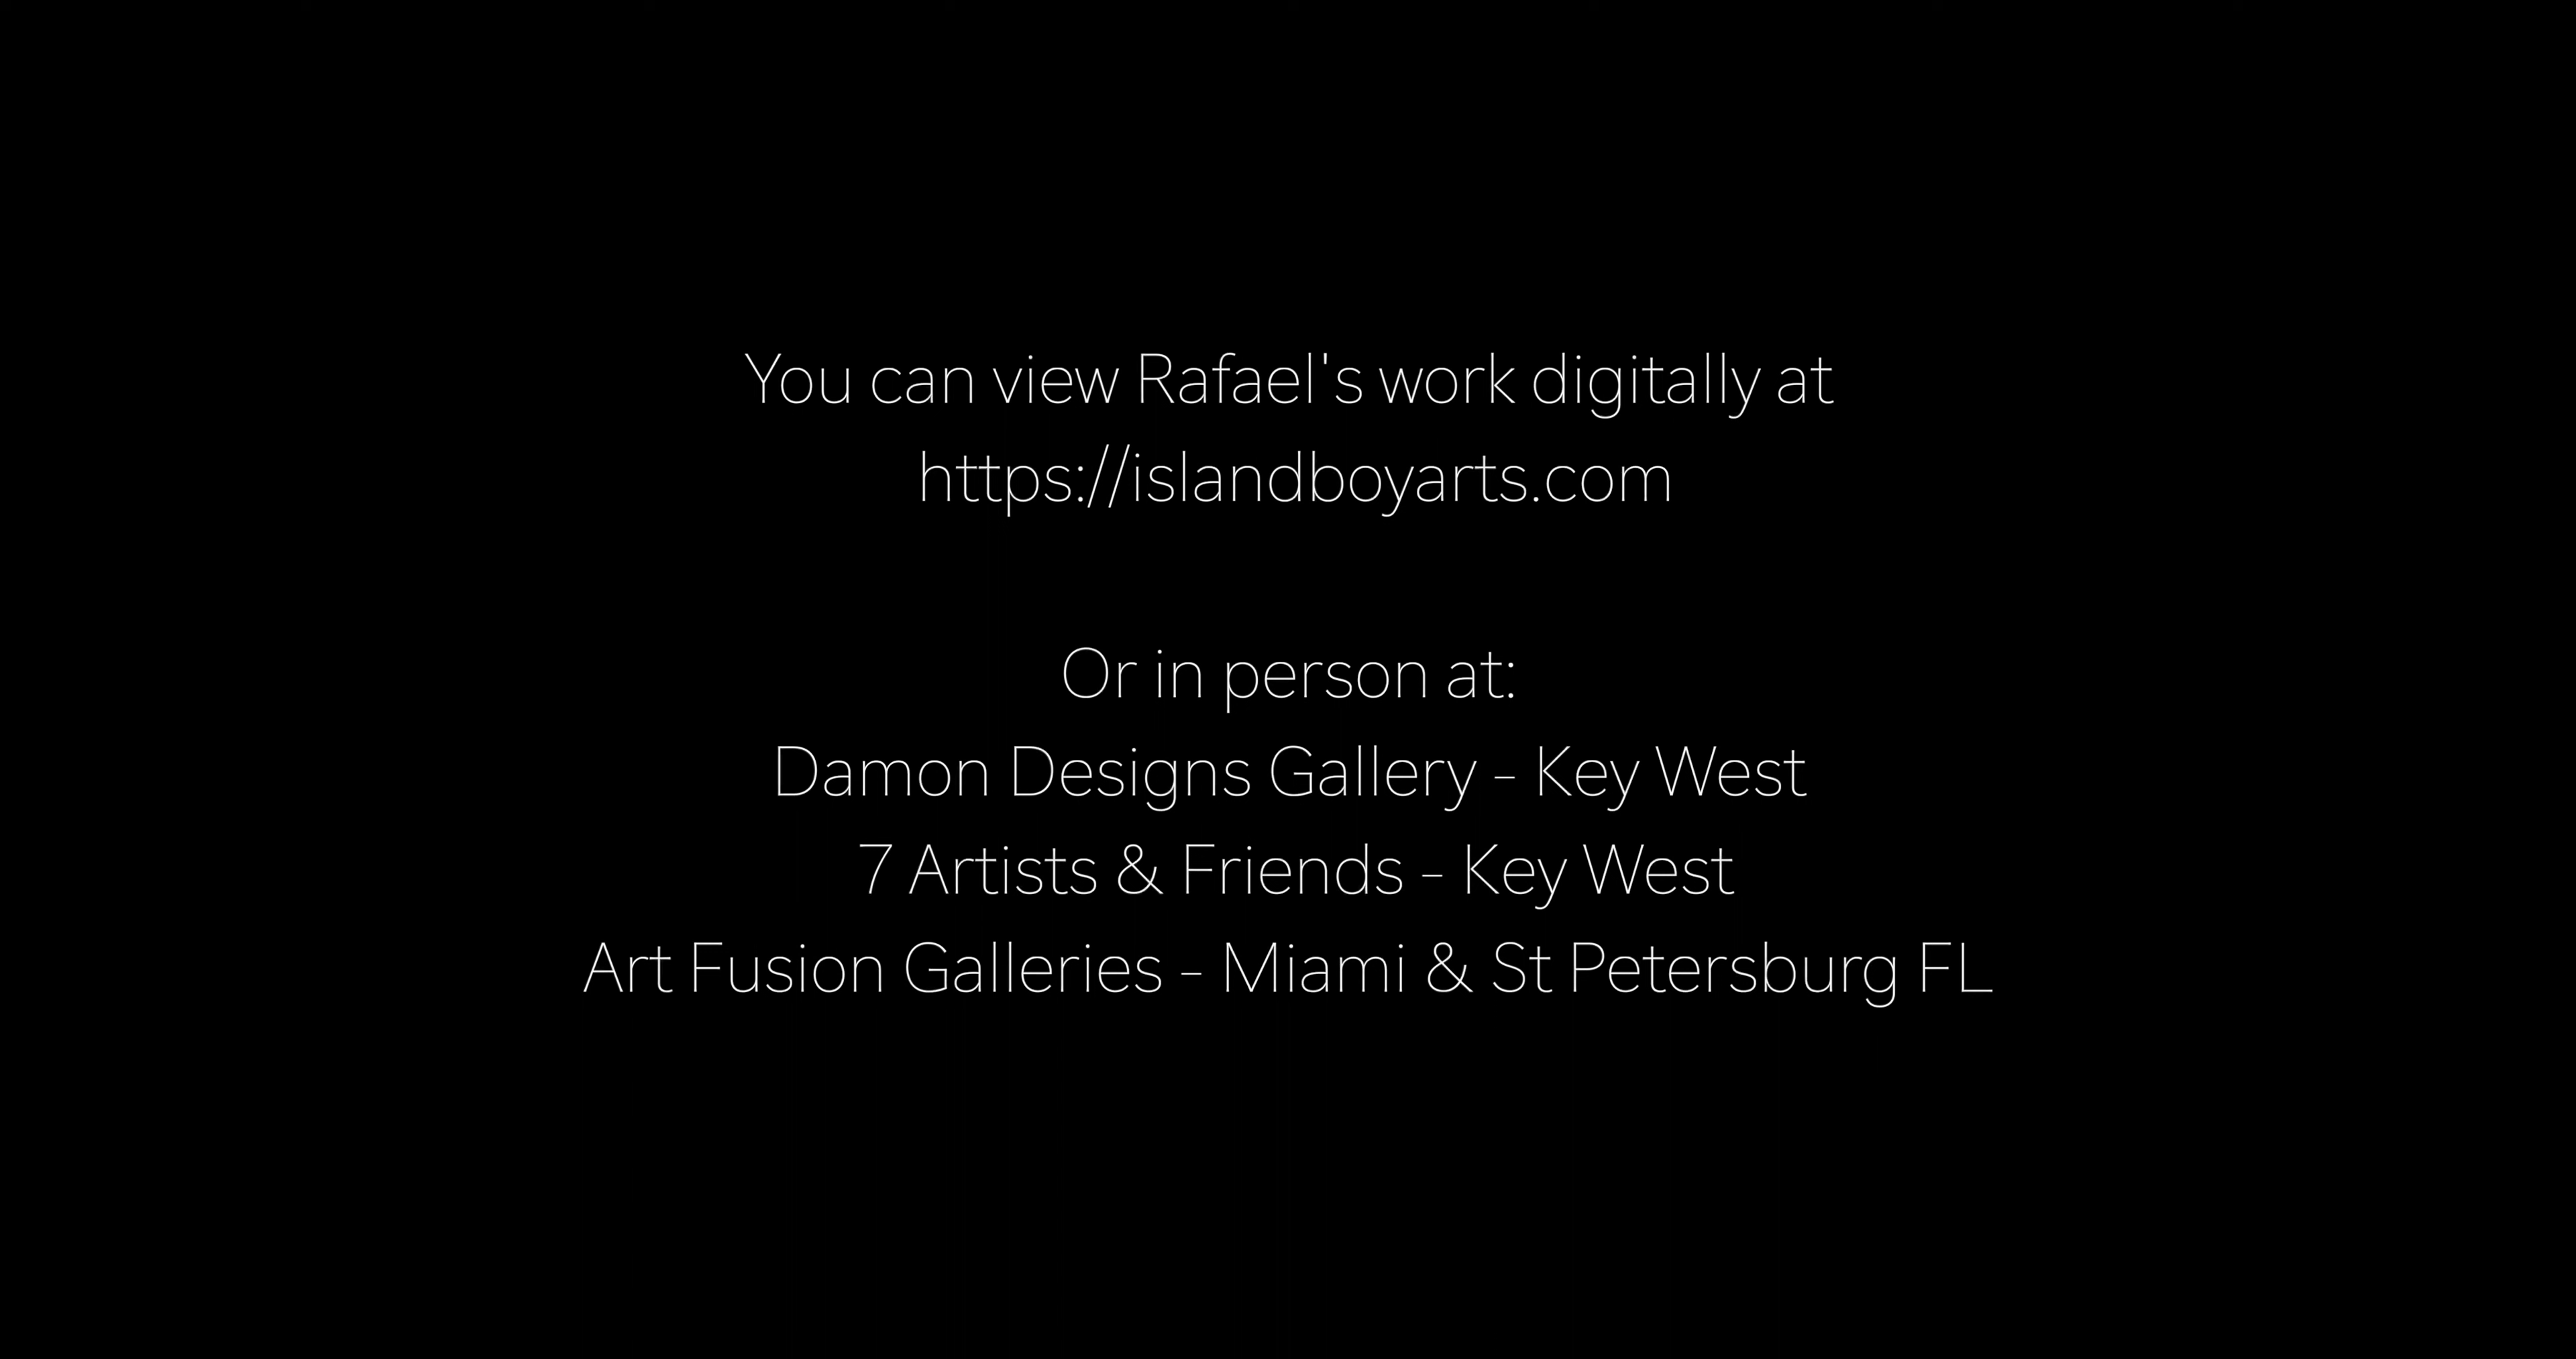 You can view Rafael's work digitally at
https://islandboyarts.com
Or in person at:
Damon Designs Gallery - Key West
7 Artists & Friends - Key West
Art Fusion Galleries - Miami & St Petersburg FL